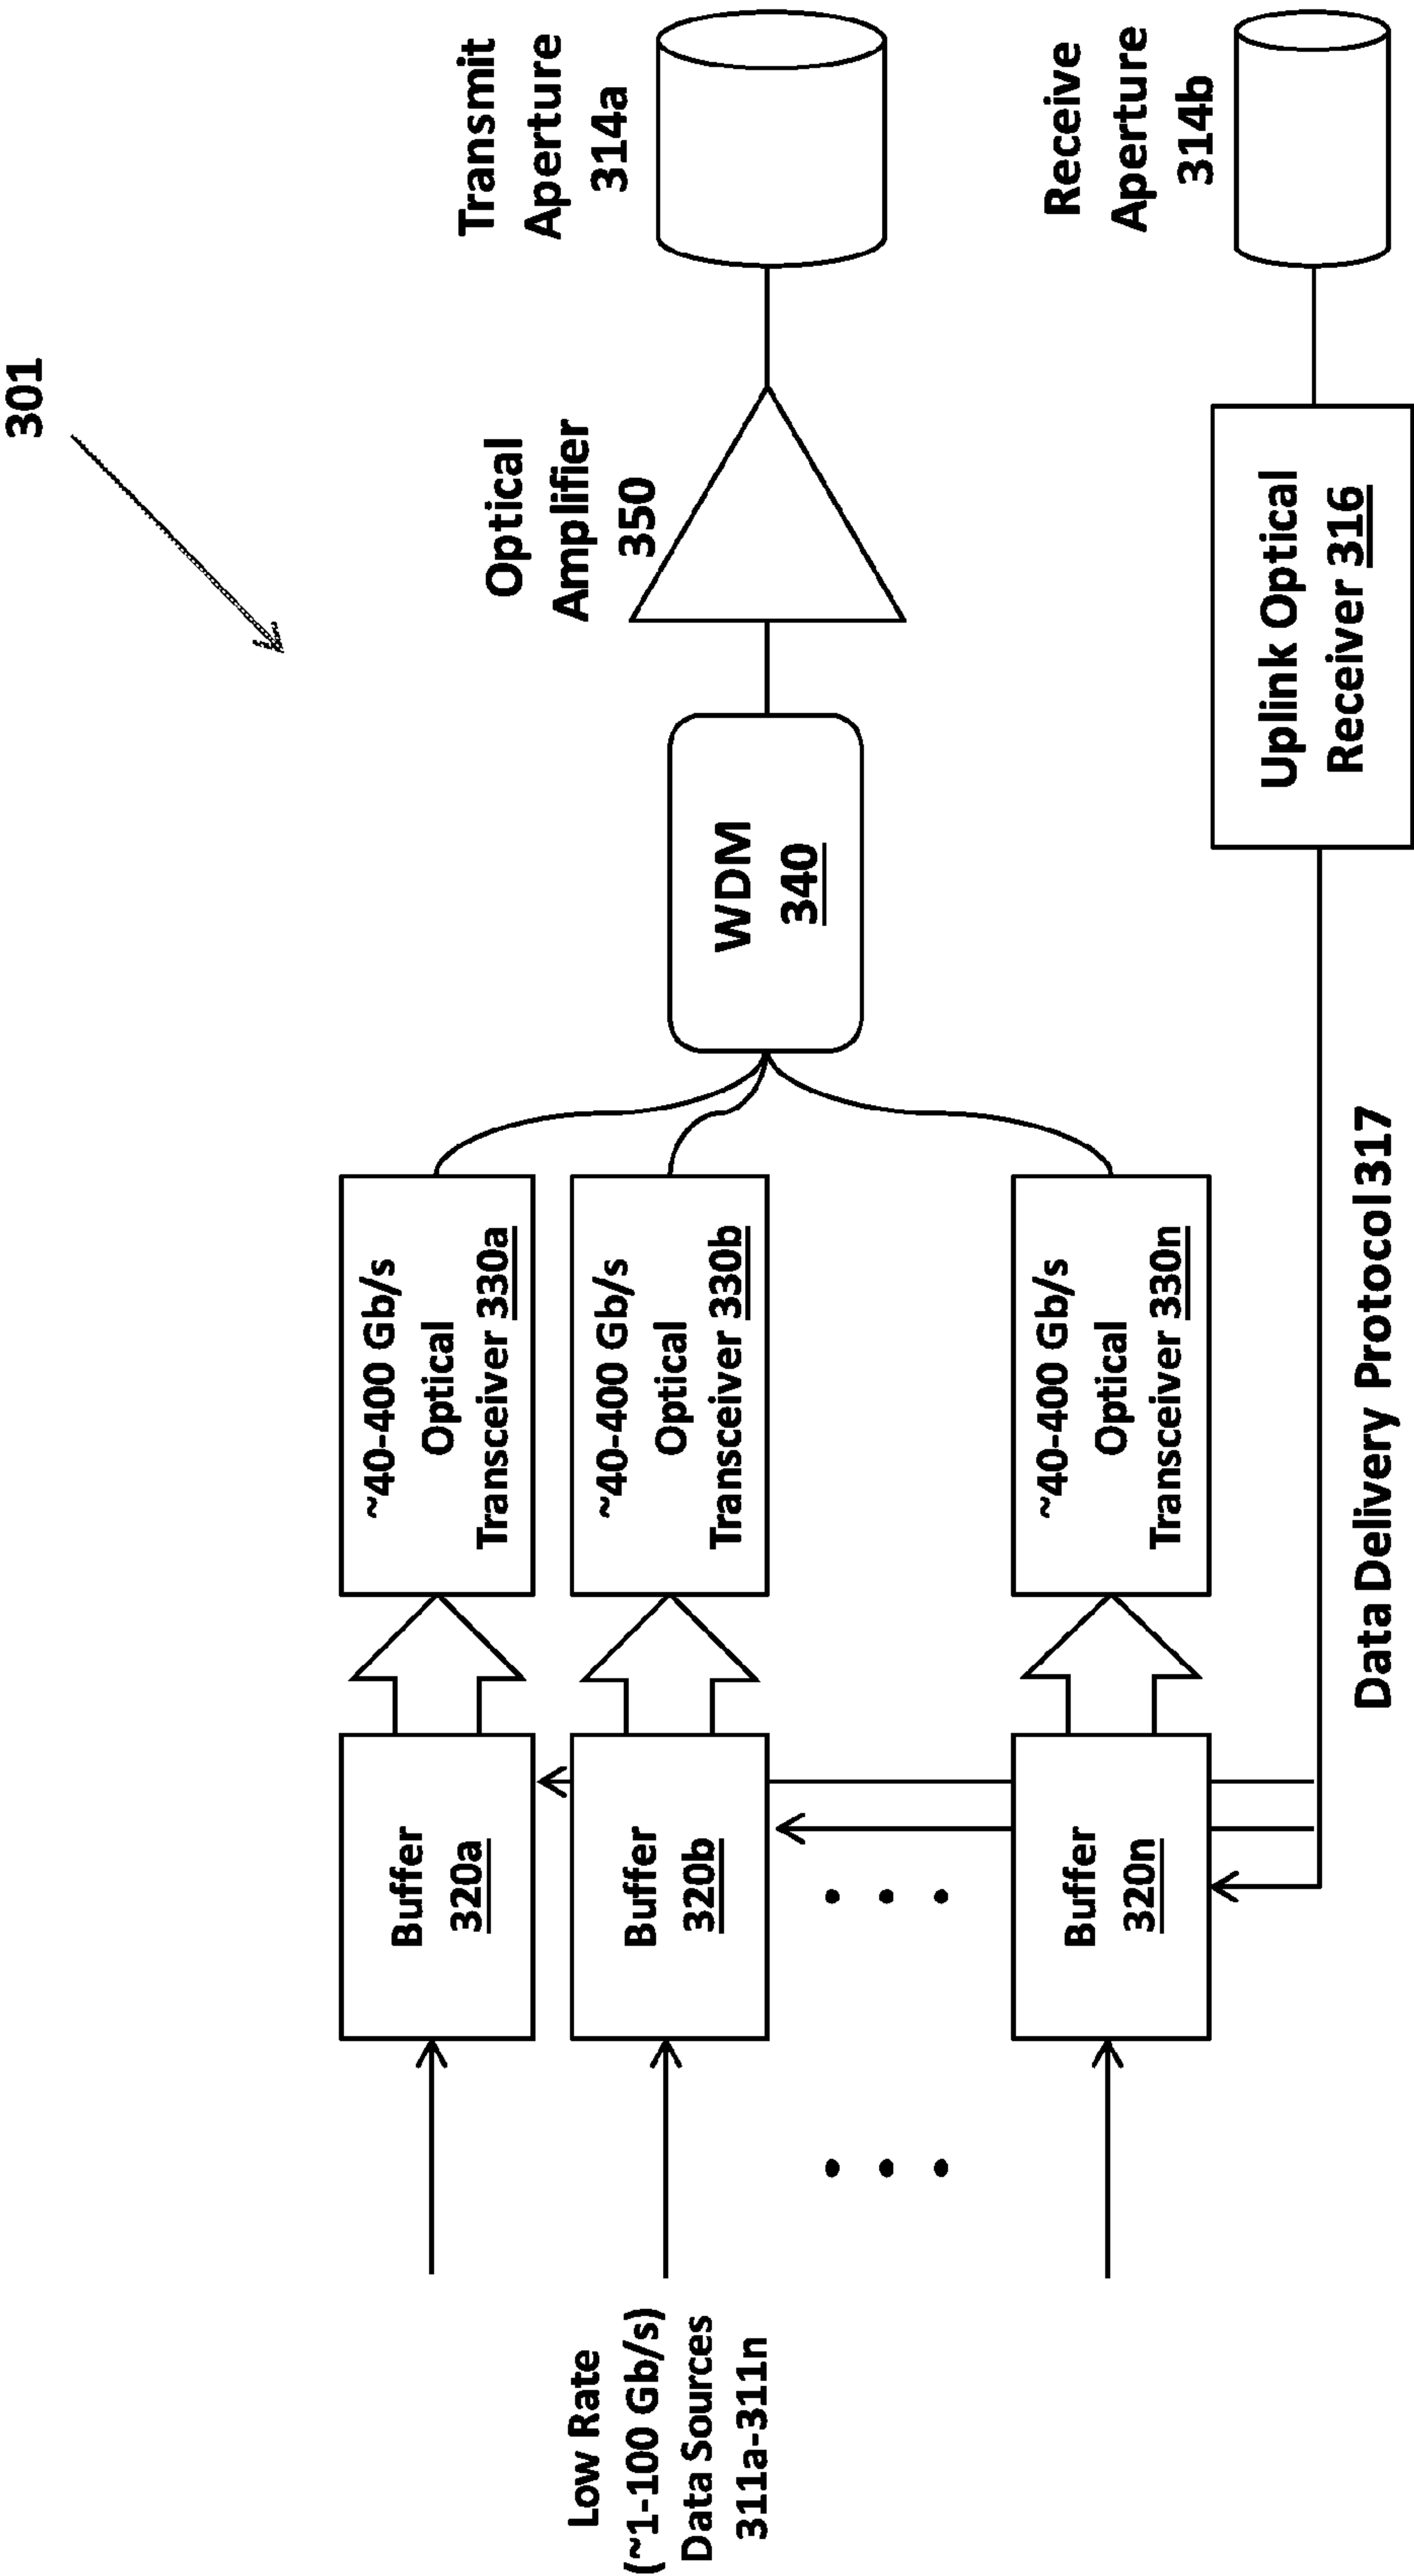 301
Low Rate
(~1-100 Gb/s)
Data Sources
311a-311n
Buffer
320a
Buffer
320b
Buffer
320n
~40-400 Gb/s
Optical
Transceiver 330a
~40-400 Gb/s
Optical
Transceiver 330b
~40-400 Gb/s
Optical
Transceiver 330n
WDM
340
Optical
Amplifier
350
Transmit
Aperture
314a
Receive
Aperture
314b
Uplink Optical
Receiver 316
Data Delivery Protocol 317